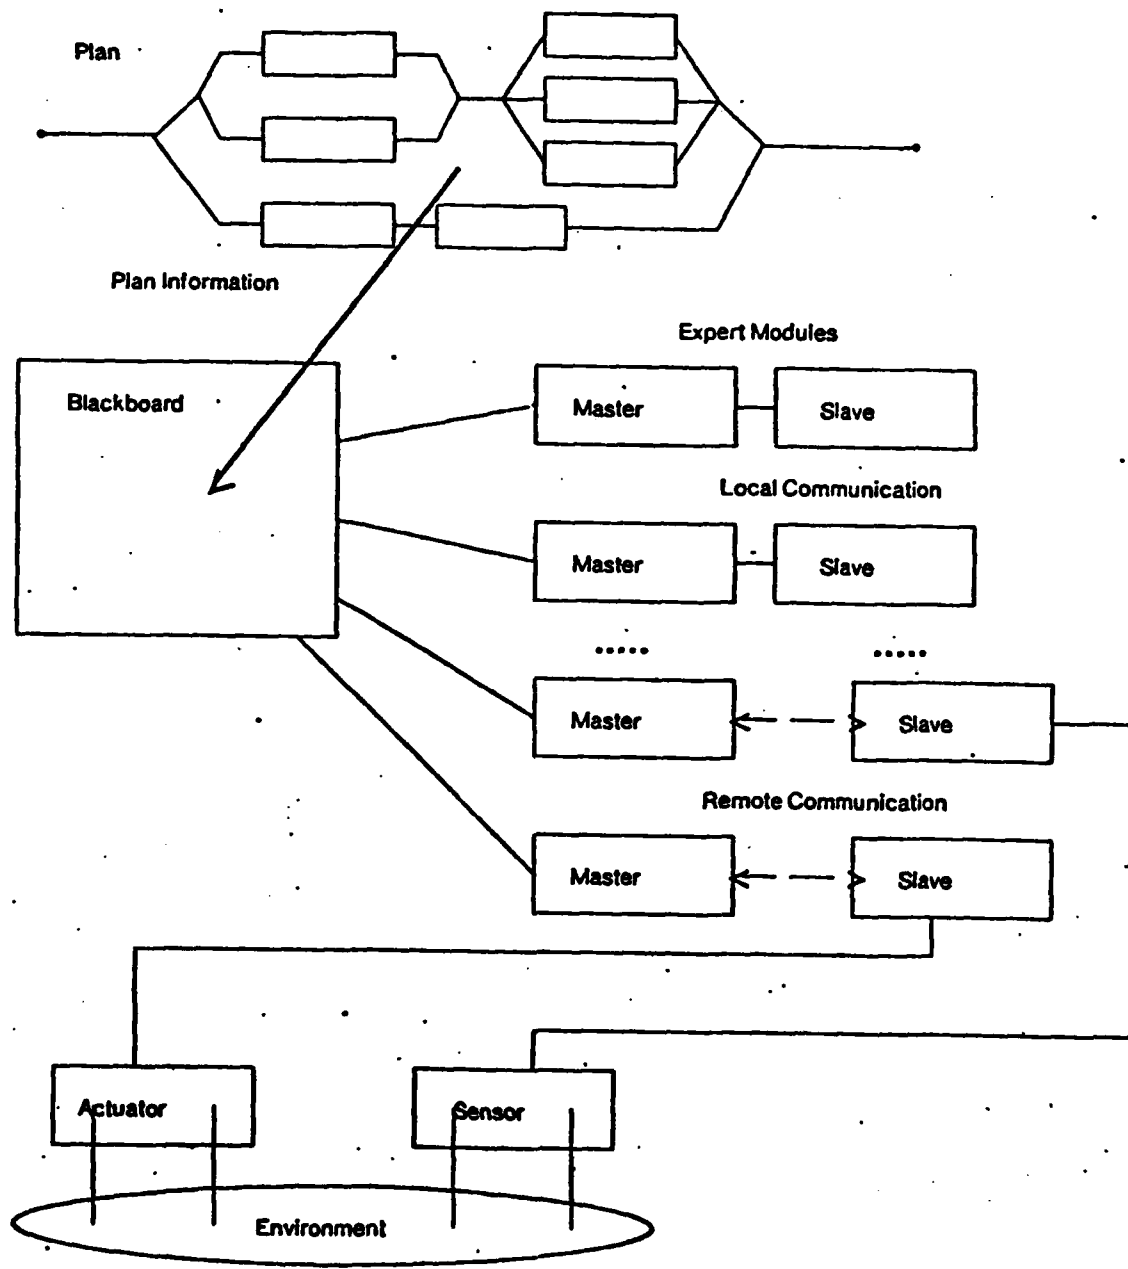 Plan
Plan Information
Expert Modules
Blackboard
Master
Slave
Local Communication
Master
Slave
.....
.....
Master
Slave
Remote Communication
Master
Slave
Actuator
Sensor
Environment